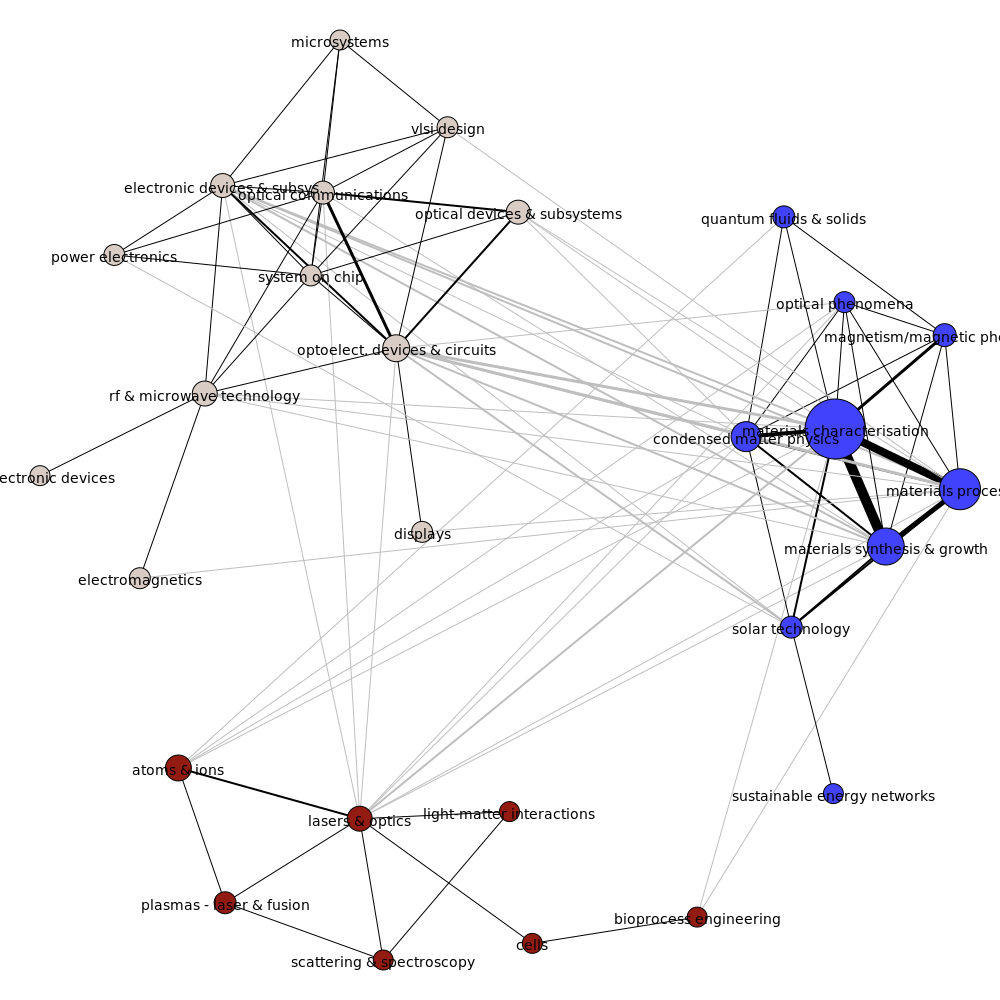 microsystems
vlsi design
electronic devices & subsys.
optical communications
optical devices & subsystems
quantum fluids & solids
power electronics
system on chip
optical phenomena
magnetism/magnetic phe
optoelect. devices & circuits
rf & microwave technology
materials characterisation
condensed matter physics
ectronic devices
materials proces
displays
materials synthesis & growth
electromagnetics
solar technology
atoms & ions
sustainable energy networks
lasers & optics
light-matter interactions
plasmas - laser & fusion
bioprocess engineering
cells
scattering & spectroscopy